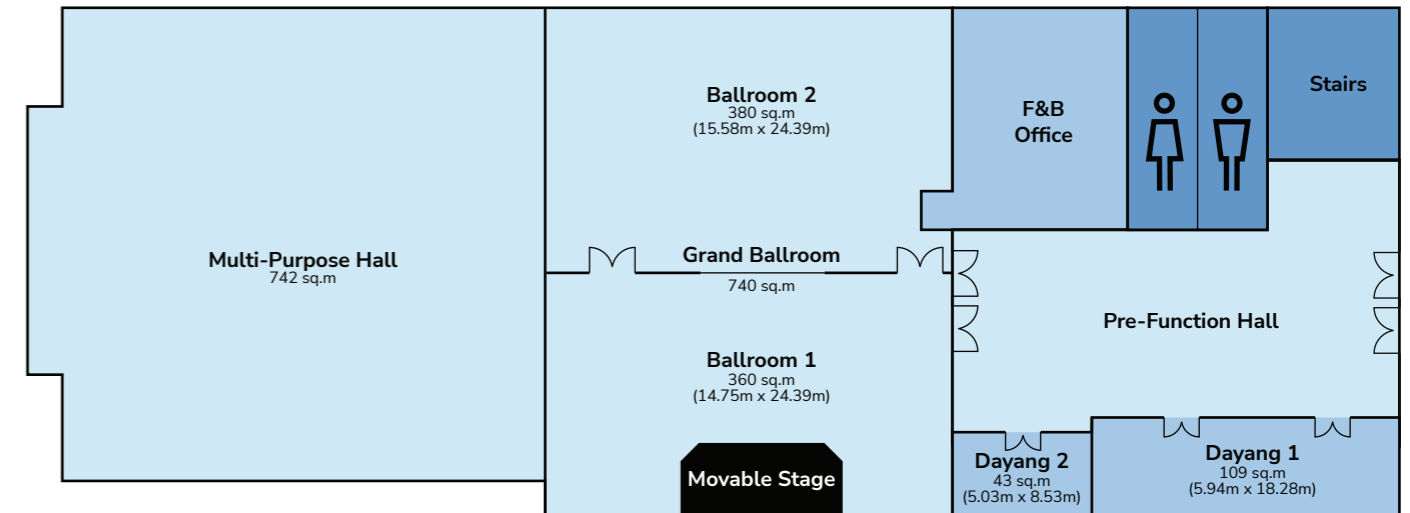 Multi-Purpose Hall
742 sq.m
Ballroom 2
380 sq.m
(15.58m x 24.39m)
Grand Ballroom
740 sq.m
Ballroom 1
360 sq.m
(14.75m x 24.39m)
Movable Stage
F&B
Office
Stairs
Pre-Function Hall
Dayang 2
43 sq.m
(5.03m x 8.53m)
Dayang 1
109 sq.m
(5.94m x 18.28m)